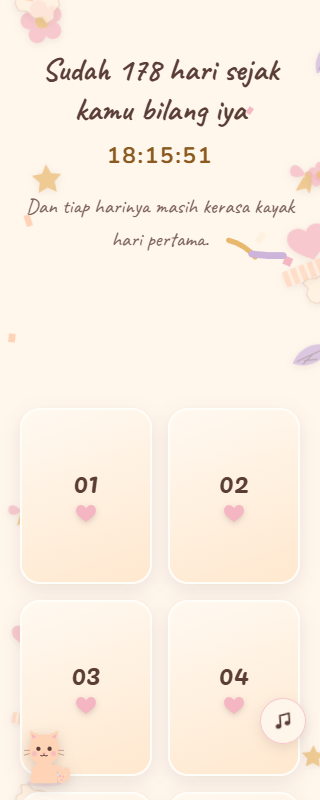 Sudah 178 hari sejak
kamu bilang iya
18:15:51
Dan tiap harinya masih kerasa kayak
hari pertama.
01
02
03
04